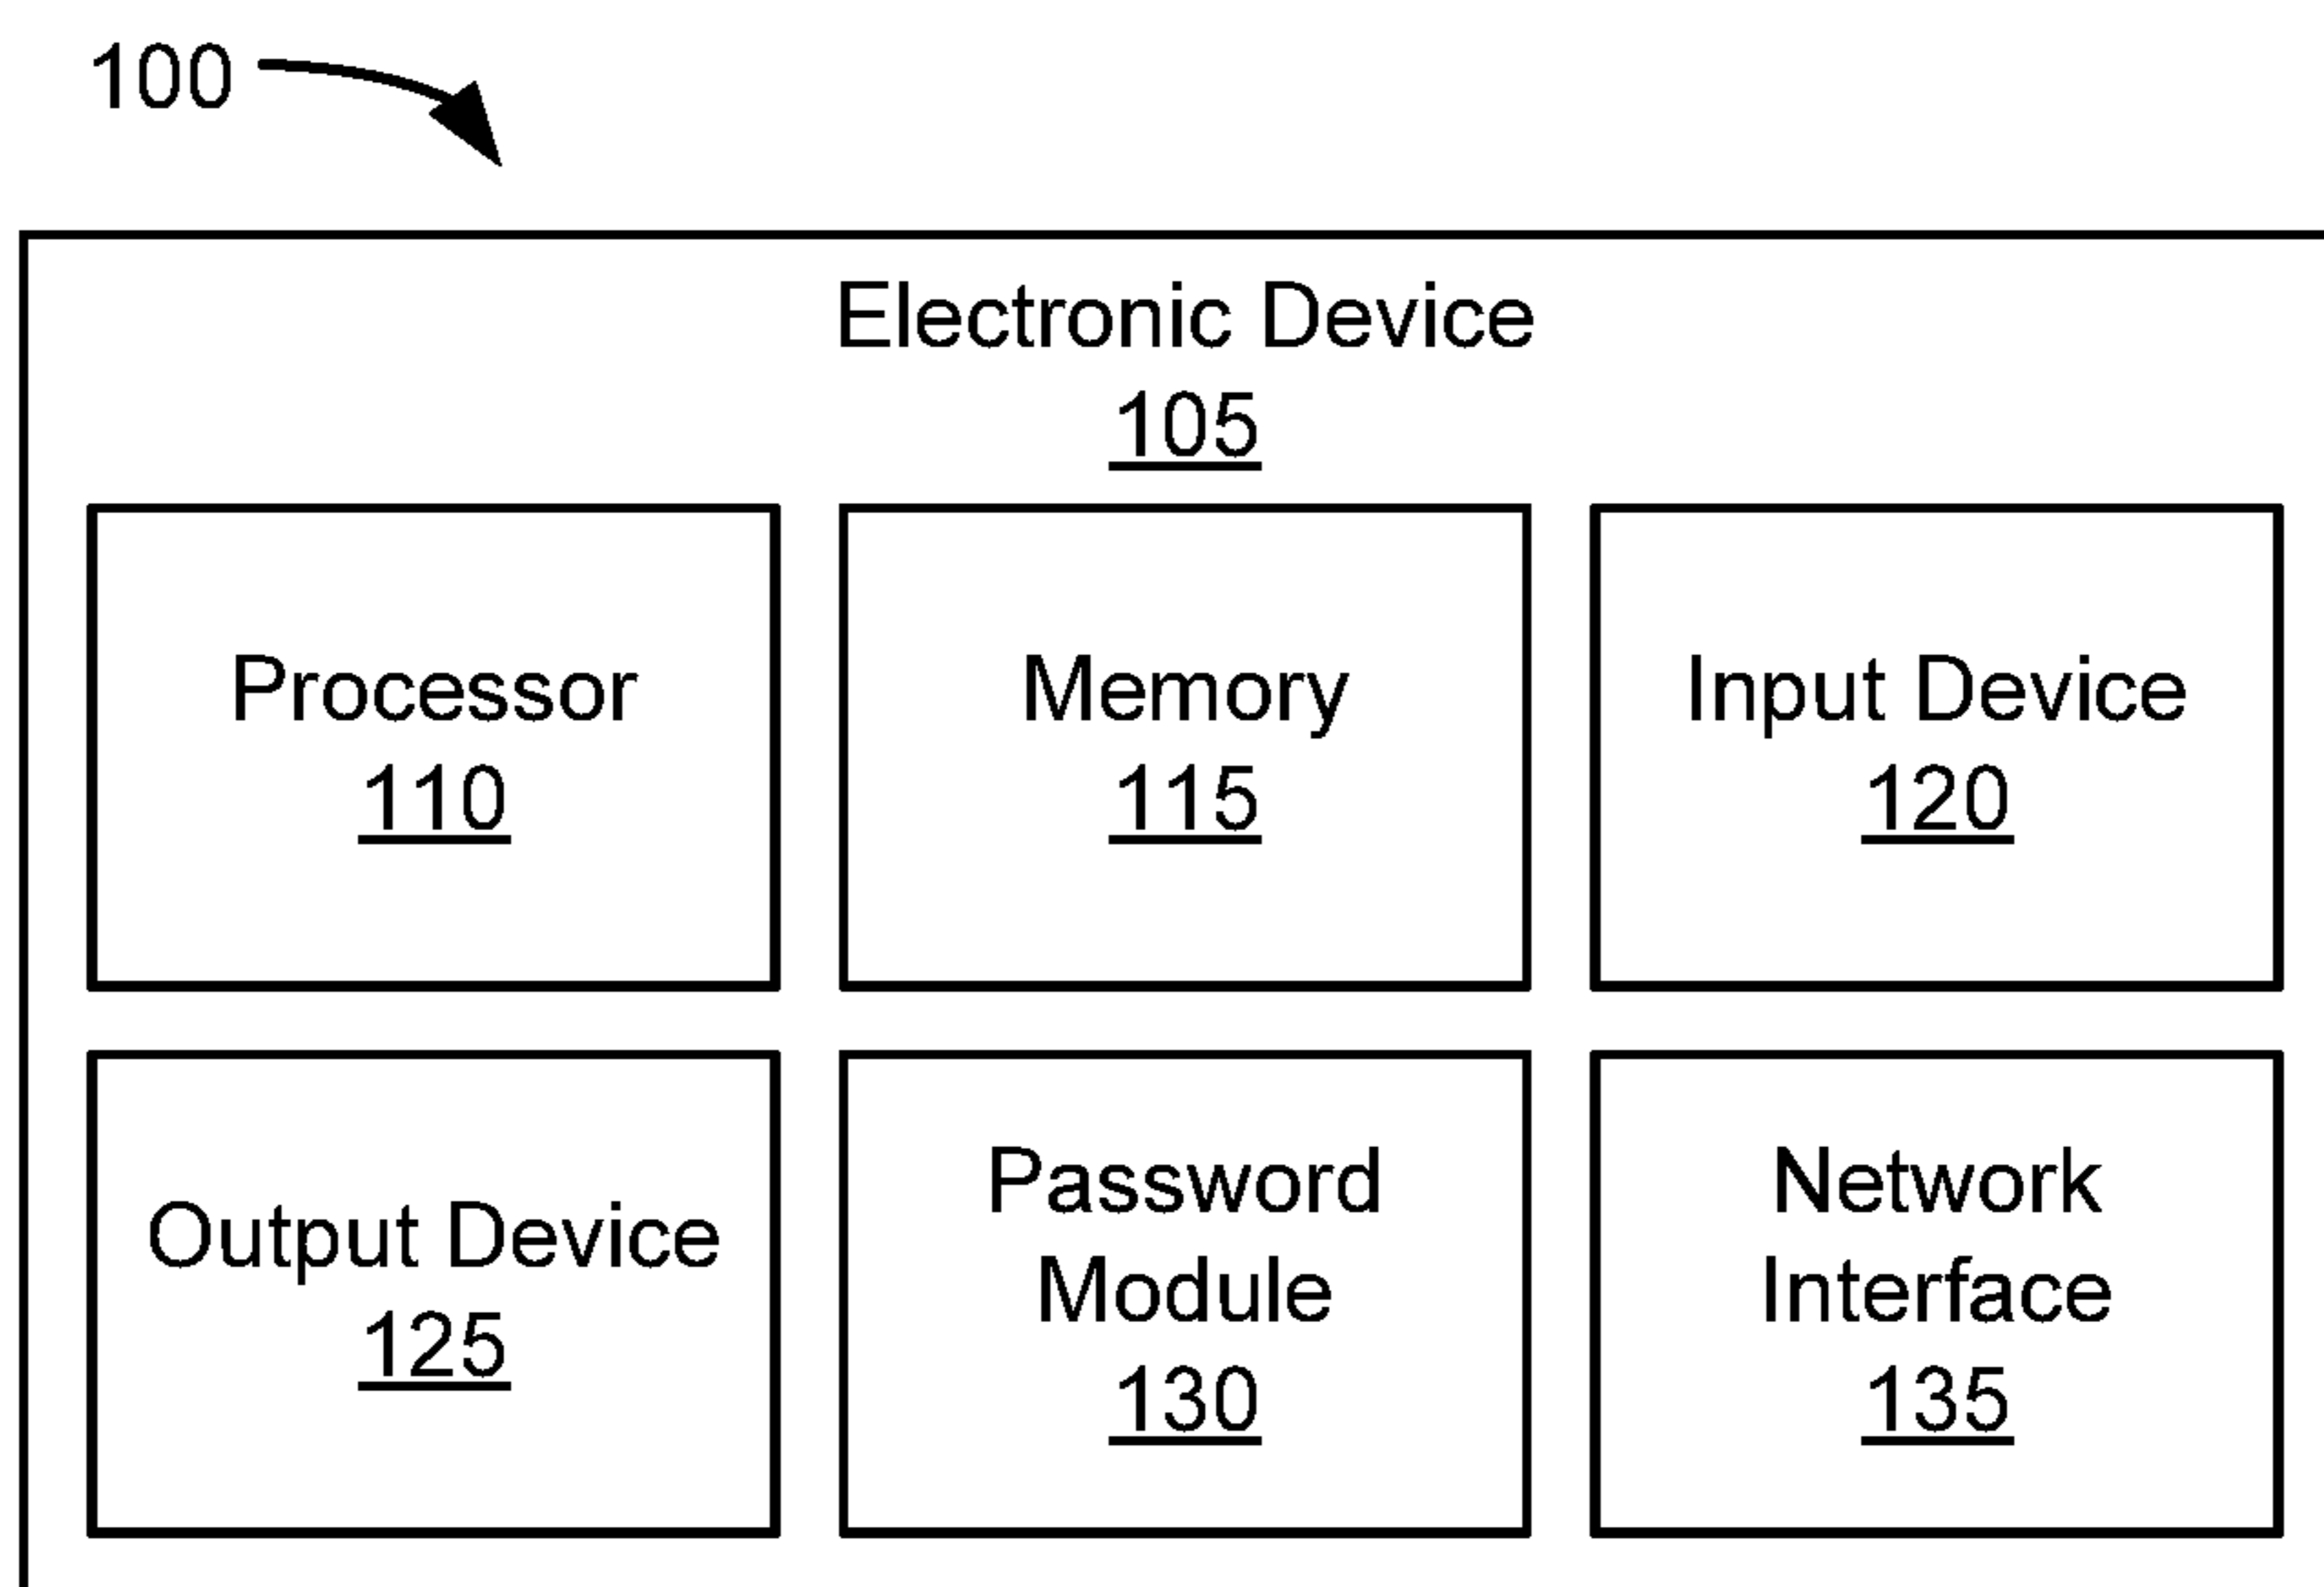 100
Electronic Device
105
Processor
110
Memory
115
Input Device
120
Output Device
125
Password
Module
130
Network
Interface
135